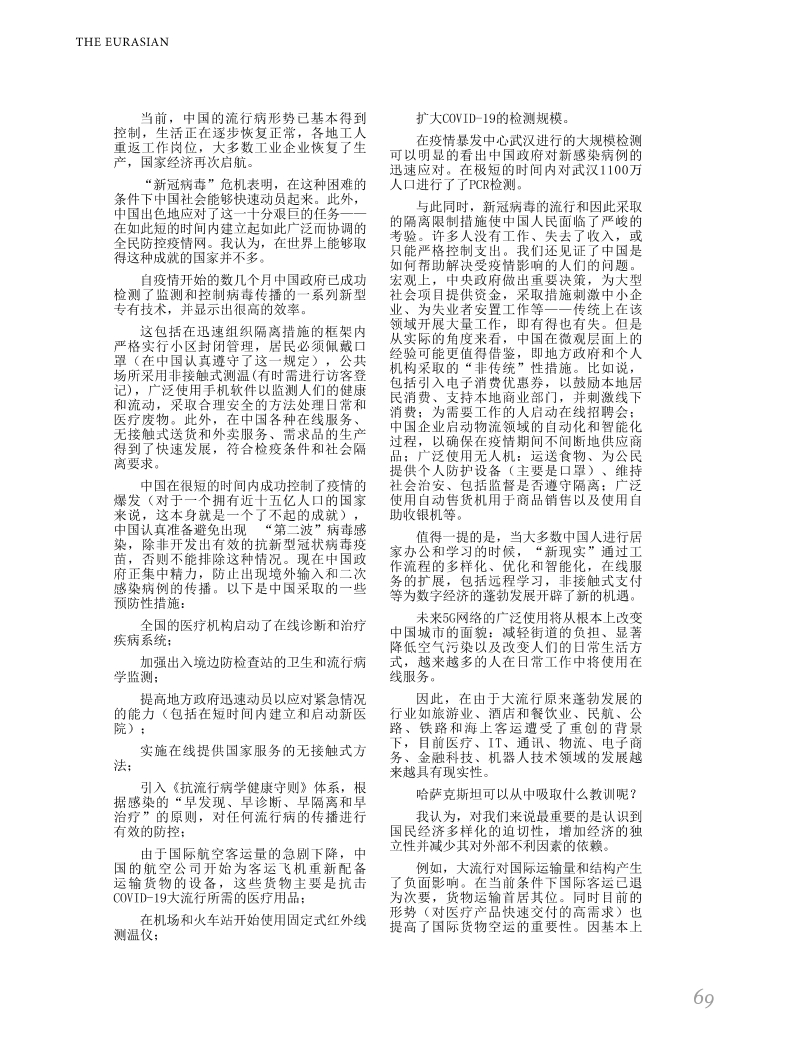 THE EURASIAN
当前，中国的流行病形势已基本得到
控制，生活正在逐步恢复正常，各地工人
重返工作岗位，大多数工业企业恢复了生
产，国家经济再次启航。
“新冠病毒”危机表明，在这种困难的
条件下中国社会能够快速动员起来。此外，
中国出色地应对了这一十分艰巨的任务——
在如此短的时间内建立起如此广泛而协调的
全民防控疫情网。我认为，在世界上能够取
得这种成就的国家并不多。
自疫情开始的数几个月中国政府已成功
检测了监测和控制病毒传播的一系列新型
专有技术，并显示出很高的效率。
这包括在迅速组织隔离措施的框架内
严格实行小区封闭管理，居民必须佩戴口
罩（在中国认真遵守了这一规定），公共
场所采用非接触式测温(有时需进行访客登
记)，广泛使用手机软件以监测人们的健康
和流动，采取合理安全的方法处理日常和
医疗废物。此外，在中国各种在线服务、
无接触式送货和外卖服务、需求品的生产
得到了快速发展，符合检疫条件和社会隔
离要求。
中国在很短的时间内成功控制了疫情的
爆发（对于一个拥有近十五亿人口的国家
来说，这本身就是一个了不起的成就），
中国认真准备避免出现 “第二波”病毒感
染，除非开发出有效的抗新型冠状病毒疫
苗，否则不能排除这种情况。现在中国政
府正集中精力，防止出现境外输入和二次
感染病例的传播。以下是中国采取的一些
预防性措施：
全国的医疗机构启动了在线诊断和治疗
疾病系统；
加强出入境边防检查站的卫生和流行病
学监测；
提高地方政府迅速动员以应对紧急情况
的能力（包括在短时间内建立和启动新医
院）；
实施在线提供国家服务的无接触式方
法；
引入《抗流行病学健康守则》体系，根
据感染的“早发现、早诊断、早隔离和早
治疗”的原则，对任何流行病的传播进行
有效的防控；
由于国际航空客运量的急剧下降，中
国的航空公司开始为客运飞机重新配备
运输货物的设备，这些货物主要是抗击
COVID-19大流行所需的医疗用品；
在机场和火车站开始使用固定式红外线
测温仪；
扩大COVID-19的检测规模。
在疫情暴发中心武汉进行的大规模检测
可以明显的看出中国政府对新感染病例的
迅速应对。在极短的时间内对武汉1100万
人口进行了了PCR检测。
与此同时，新冠病毒的流行和因此采取
的隔离限制措施使中国人民面临了严峻的
考验。许多人没有工作、失去了收入，或
只能严格控制支出。我们还见证了中国是
如何帮助解决受疫情影响的人们的问题。
宏观上，中央政府做出重要决策，为大型
社会项目提供资金，采取措施刺激中小企
业、为失业者安置工作等——传统上在该
领域开展大量工作，即有得也有失。但是
从实际的角度来看，中国在微观层面上的
经验可能更值得借鉴，即地方政府和个人
机构采取的“非传统”性措施。比如说，
包括引入电子消费优惠券，以鼓励本地居
民消费、支持本地商业部门，并刺激线下
消费；为需要工作的人启动在线招聘会；
中国企业启动物流领域的自动化和智能化
过程，以确保在疫情期间不间断地供应商
品；广泛使用无人机：运送食物、为公民
提供个人防护设备（主要是口罩）、维持
社会治安、包括监督是否遵守隔离；广泛
使用自动售货机用于商品销售以及使用自
助收银机等。
值得一提的是，当大多数中国人进行居
家办公和学习的时候，“新现实”通过工
作流程的多样化、优化和智能化，在线服
务的扩展，包括远程学习，非接触式支付
等为数字经济的蓬勃发展开辟了新的机遇。
未来5G网络的广泛使用将从根本上改变
中国城市的面貌：减轻街道的负担、显著
降低空气污染以及改变人们的日常生活方
式，越来越多的人在日常工作中将使用在
线服务。
因此，在由于大流行原来蓬勃发展的
行业如旅游业、酒店和餐饮业、民航、公
路、铁路和海上客运遭受了重创的背景
下，目前医疗、IT、通讯、物流、电子商
务、金融科技、机器人技术领域的发展越
来越具有现实性。
哈萨克斯坦可以从中吸取什么教训呢？
我认为，对我们来说最重要的是认识到
国民经济多样化的迫切性，增加经济的独
立性并减少其对外部不利因素的依赖。
例如，大流行对国际运输量和结构产生
了负面影响。在当前条件下国际客运已退
为次要，货物运输首居其位。同时目前的
形势（对医疗产品快速交付的高需求）也
提高了国际货物空运的重要性。因基本上
69